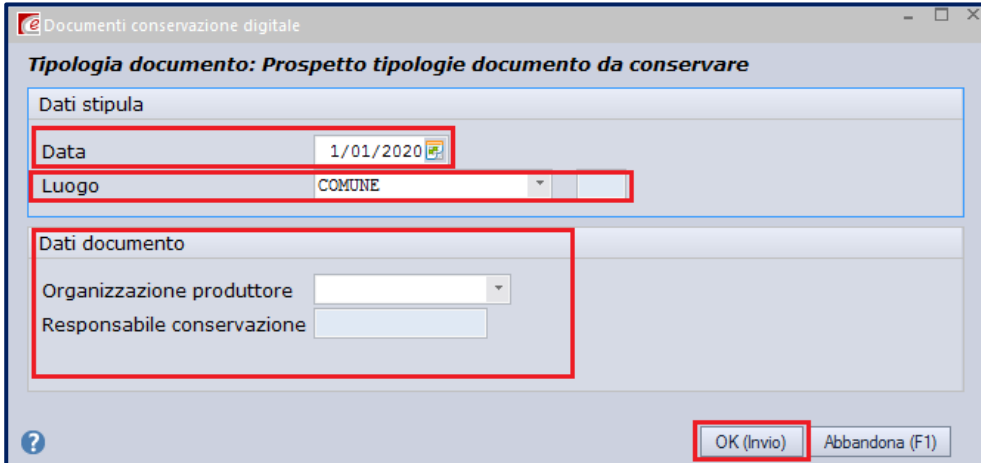 Documenti conservazione digitale
Tipologia documento: Prospetto tipologie documento da conservare
Dati stipula
Data 1/01/2020
Luogo COMUNE
Dati documento
Organizzazione produttore
Responsabile conservazione
OK (Invio) Abbandona (F1)